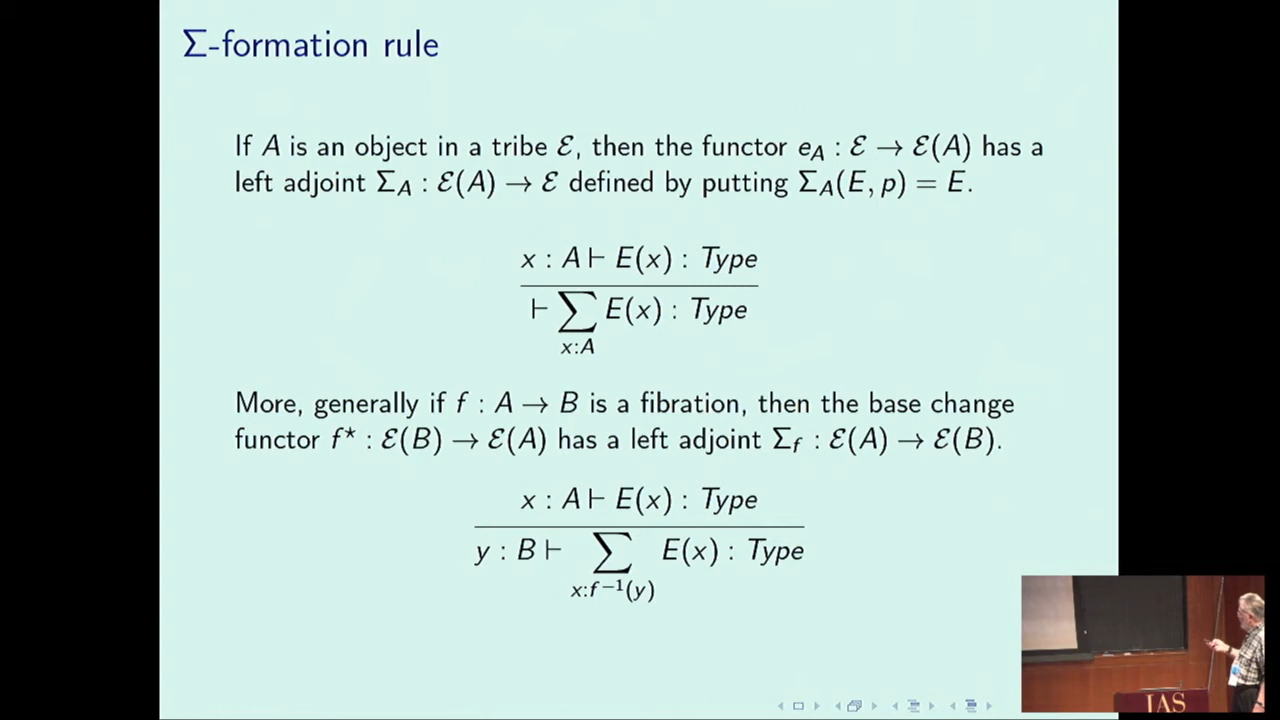 Σ-formation rule
If A is an object in a tribe ℰ, then the functor e_A : ℰ → ℰ(A) has a
left adjoint Σ_A : ℰ(A) → ℰ defined by putting Σ_A(E, p) = E.
x : A ⊢ E(x) : Type
⊢ ∑ E(x) : Type
x:A
More, generally if f : A → B is a fibration, then the base change
functor f* : ℰ(B) → ℰ(A) has a left adjoint Σ_f : ℰ(A) → ℰ(B).
x : A ⊢ E(x) : Type
y : B ⊢ ∑ E(x) : Type
x:f⁻¹(y)
IAS